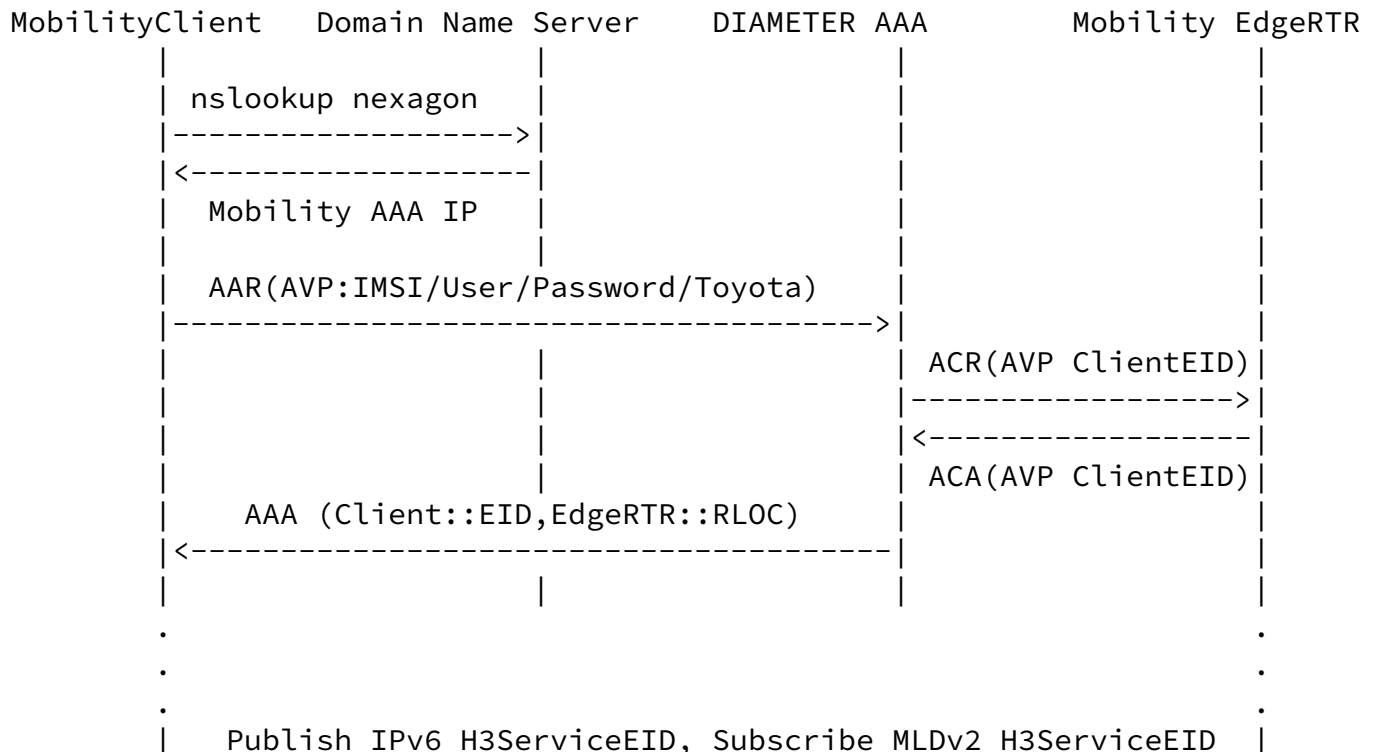 MobilityClient   Domain Name Server    DIAMETER AAA        Mobility EdgeRTR
nslookup nexagon
Mobility AAA IP
AAR(AVP:IMSI/User/Password/Toyota)
ACR(AVP ClientEID)
ACA(AVP ClientEID)
AAA (Client::EID,EdgeRTR::RLOC)
Publish IPv6 H3ServiceEID, Subscribe MLDv2 H3ServiceEID